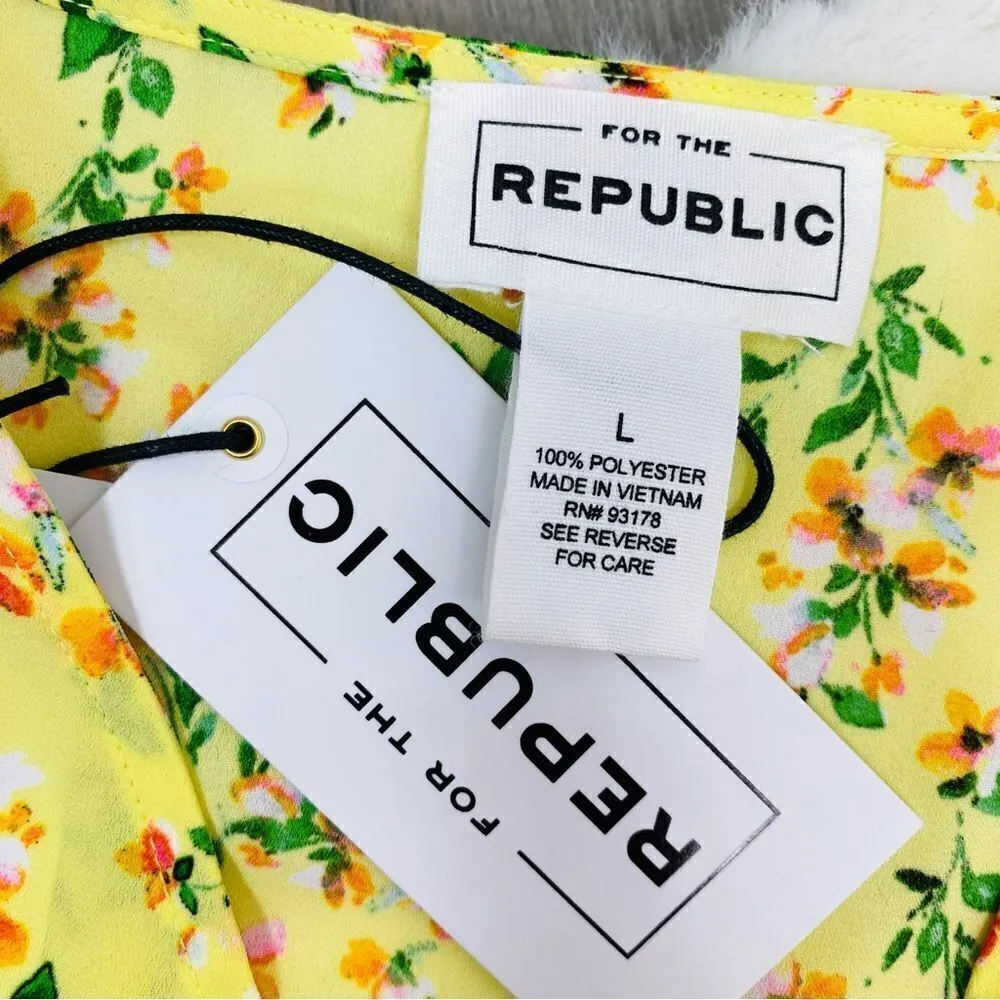 FOR THE
REPUBLIC
L
100% POLYESTER
MADE IN VIETNAM
RN# 93178
SEE REVERSE
FOR CARE
FOR THE
REPUBLIC